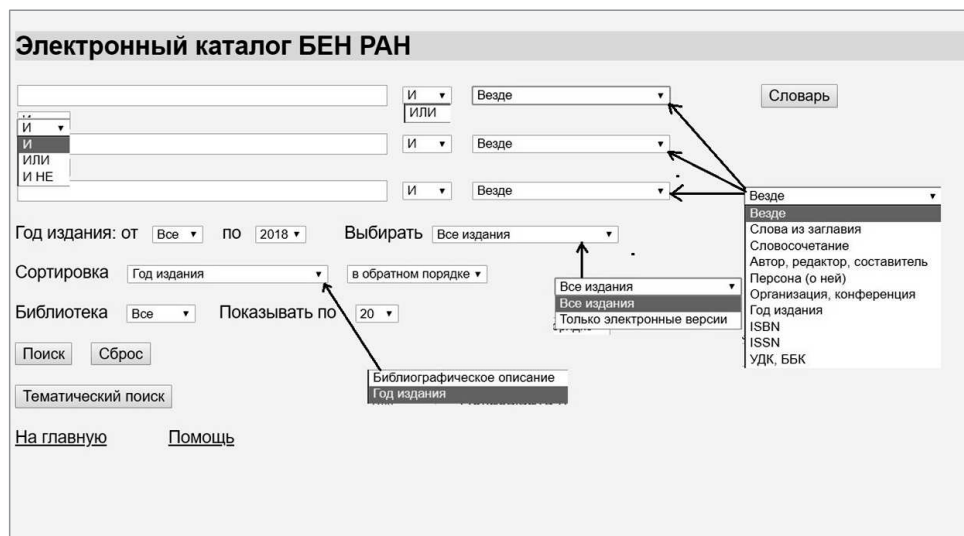 Электронный каталог БЕН РАН
И Везде Словарь
ИЛИ
И
И И Везде
ИЛИ
И НЕ
И Везде
Везде
Везде
Слова из заглавия
Словосочетание
Автор, редактор, составитель
Персона (о ней)
Организация, конференция
Год издания
ISBN
ISSN
УДК, ББК
Год издания: от Все по 2018 Выбирать Все издания
Сортировка Год издания в обратном порядке
Все издания
Все издания
Только электронные версии
Библиотека Все Показывать по 20
Поиск Сброс
Библиографическое описание
Год издания
Тематический поиск
На главную Помощь